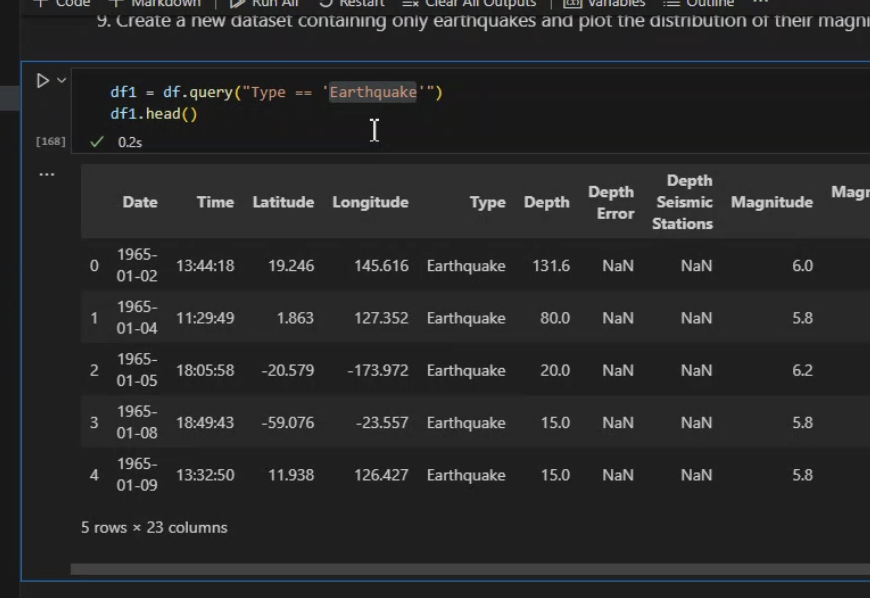 Code Markdown Run All Restart Clear All Outputs Variables Outline ...
9. Create a new dataset containing only earthquakes and plot the distribution of their magni
df1 = df.query("Type == 'Earthquake'")
df1.head()
[168] 0.2s
...
Date Time Latitude Longitude Type Depth Depth Error Depth Seismic Stations Magnitude Magn
0 1965-01-02 13:44:18 19.246 145.616 Earthquake 131.6 NaN NaN 6.0
1 1965-01-04 11:29:49 1.863 127.352 Earthquake 80.0 NaN NaN 5.8
2 1965-01-05 18:05:58 -20.579 -173.972 Earthquake 20.0 NaN NaN 6.2
3 1965-01-08 18:49:43 -59.076 -23.557 Earthquake 15.0 NaN NaN 5.8
4 1965-01-09 13:32:50 11.938 126.427 Earthquake 15.0 NaN NaN 5.8
5 rows × 23 columns